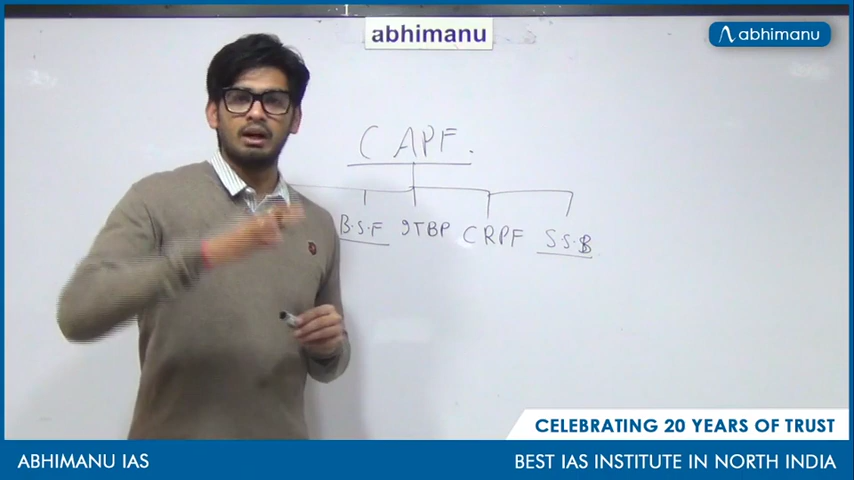 abhimanu
abhimanu
CAPF.
B.S.F ITBP CRPF S.S.B
CELEBRATING 20 YEARS OF TRUST
ABHIMANU IAS
BEST IAS INSTITUTE IN NORTH INDIA